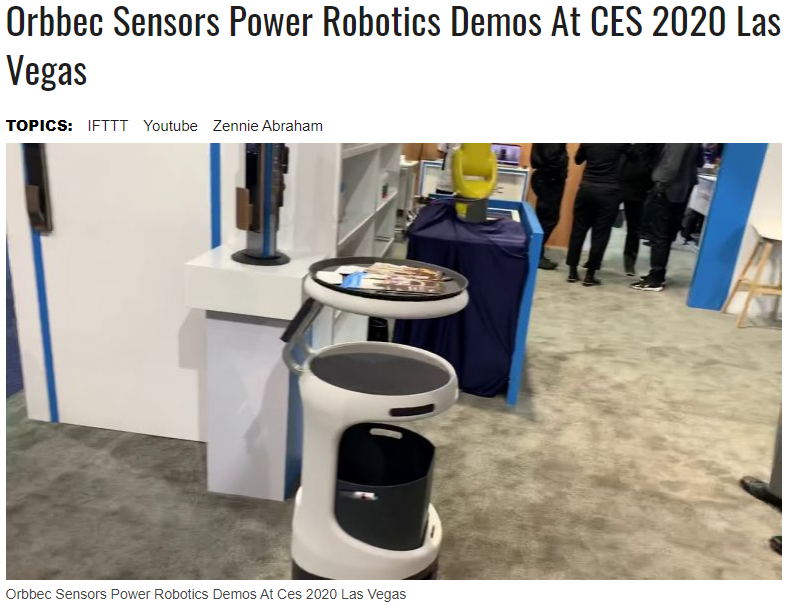 Orbbec Sensors Power Robotics Demos At CES 2020 Las
Vegas
TOPICS: IFTTT Youtube Zennie Abraham
Orbbec Sensors Power Robotics Demos At Ces 2020 Las Vegas